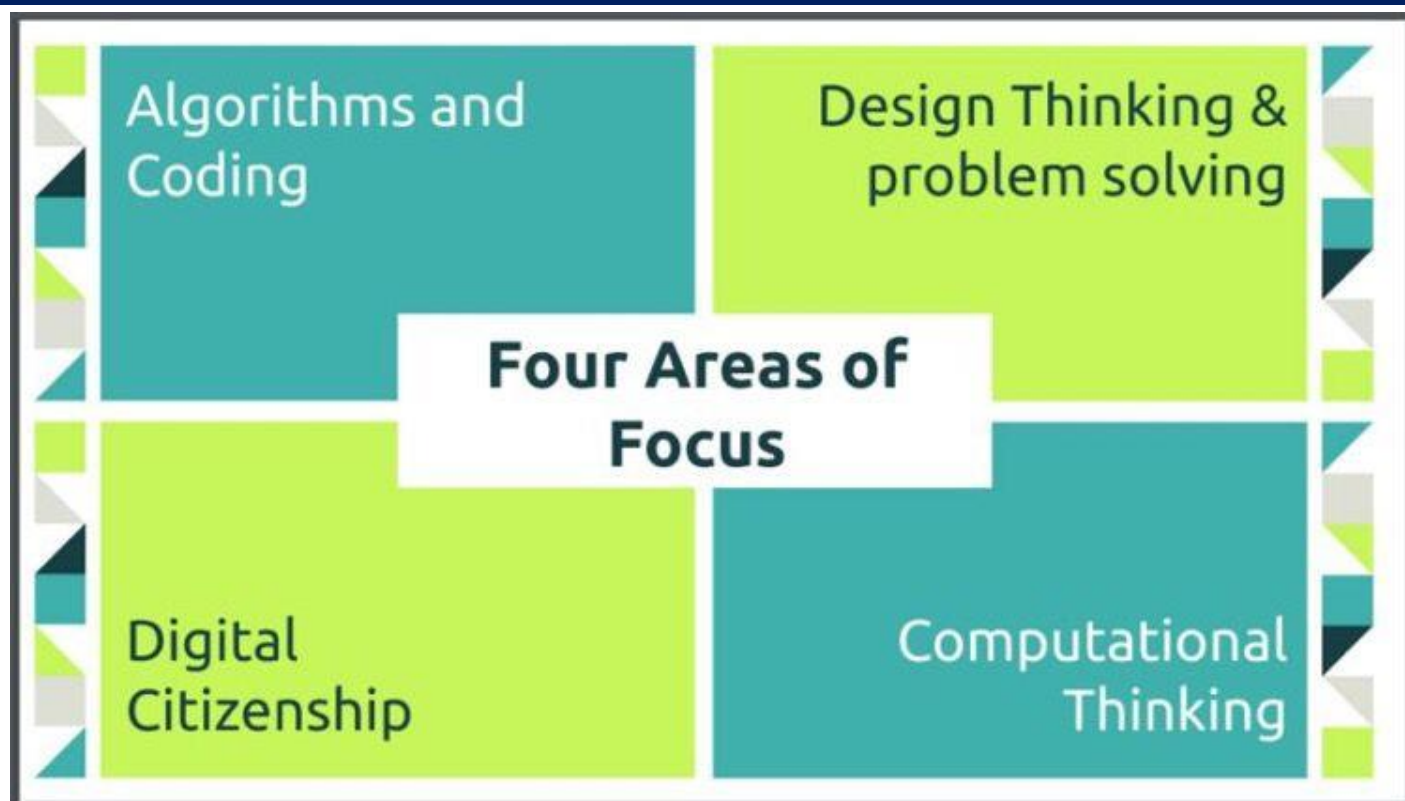 Algorithms and
Coding
Design Thinking &
problem solving
Four Areas of
Focus
Digital
Citizenship
Computational
Thinking